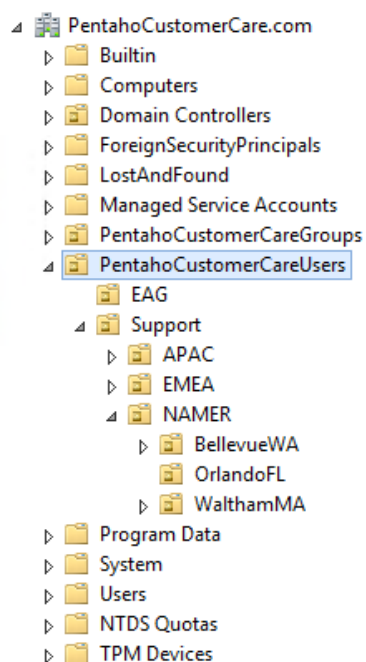 PentahoCustomerCare.com
Builtin
Computers
Domain Controllers
ForeignSecurityPrincipals
LostAndFound
Managed Service Accounts
PentahoCustomerCareGroups
PentahoCustomerCareUsers
EAG
Support
APAC
EMEA
NAMER
BellevueWA
OrlandoFL
WalthamMA
Program Data
System
Users
NTDS Quotas
TPM Devices